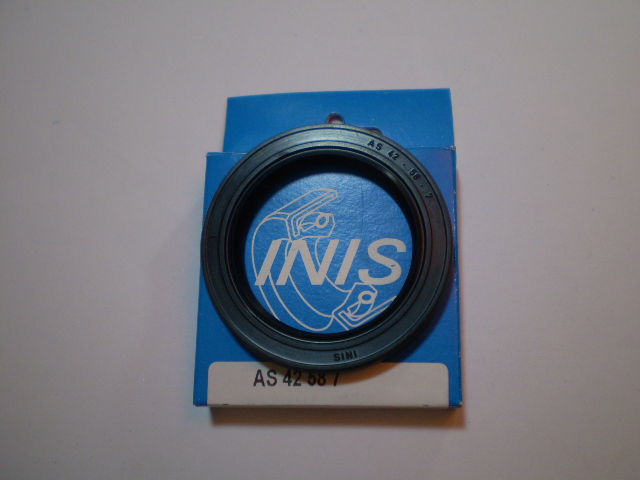 AS 42 - 58 - 7
INIS
INIS
AS 42 58 7